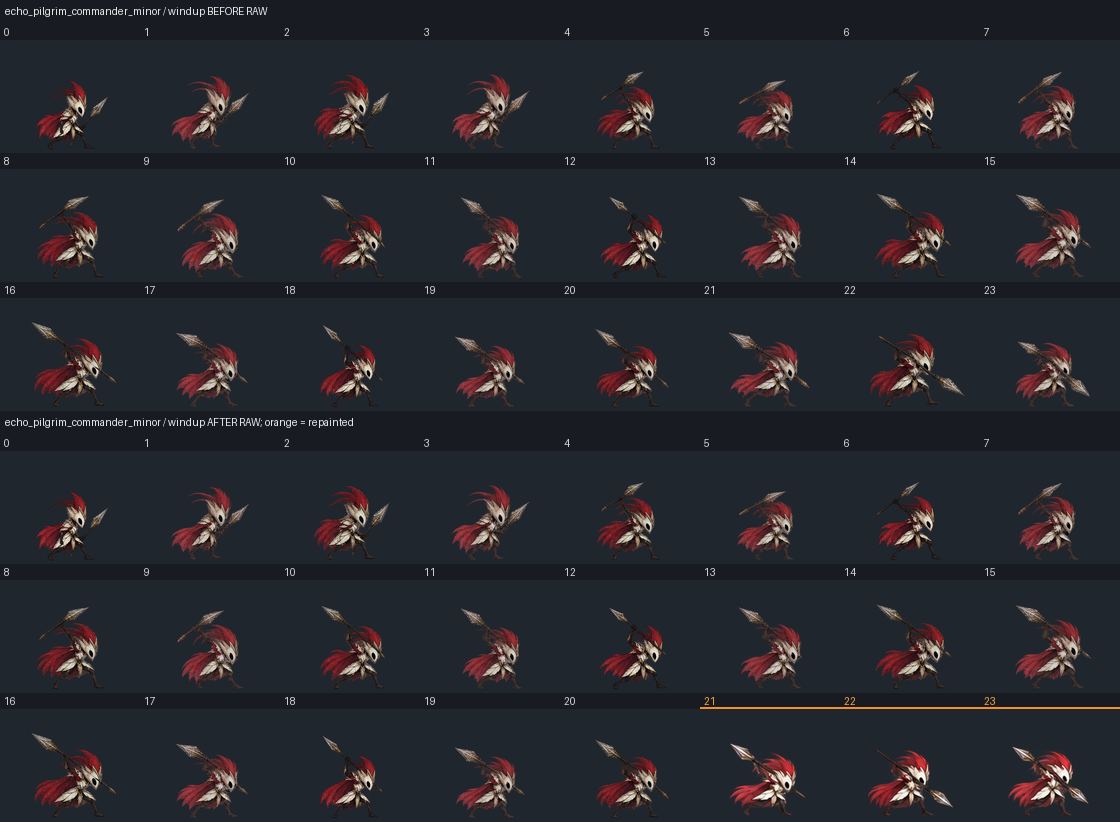 echo_pilgrim_commander_minor / windup BEFORE RAW
0 1 2 3 4 5 6 7
8 9 10 11 12 13 14 15
16 17 18 19 20 21 22 23
echo_pilgrim_commander_minor / windup AFTER RAW; orange = repainted
0 1 2 3 4 5 6 7
8 9 10 11 12 13 14 15
16 17 18 19 20 21 22 23